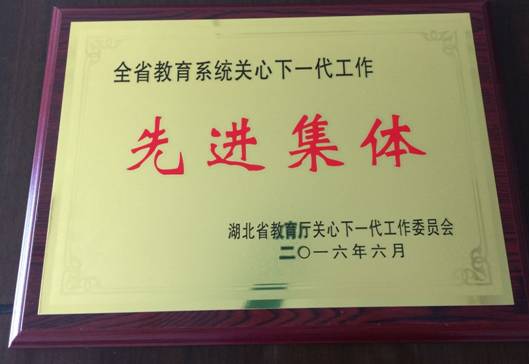 全省教育系统关心下一代工作
先进集体
湖北省教育厅关心下一代工作委员会
二〇一六年六月